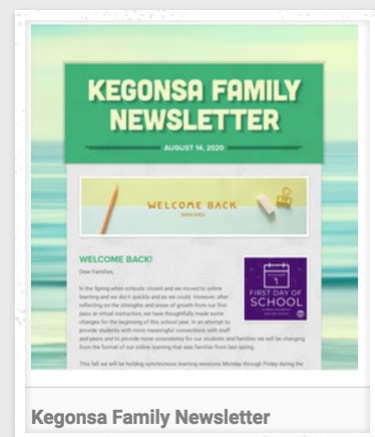 KEGONSA FAMILY
NEWSLETTER
AUGUST 14, 2020
WELCOME BACK
WELCOME BACK!
Dear Families,
In the Spring when schools closed and we moved to online
learning and we did it quickly and as we could. However, after
reflecting on the strengths and areas of growth from our first
pass at virtual instruction, we have thoughtfully made some
changes for the beginning of this school year. In an attempt to
provide students with more meaningful connections with staff
and peers and to provide more consistency for our students and families we will be changing
from the format of our online learning that was familiar from last spring.
This fall we will be holding synchronous learning sessions Monday through Friday during the
FIRST DAY OF
SCHOOL
Kegonsa Family Newsletter